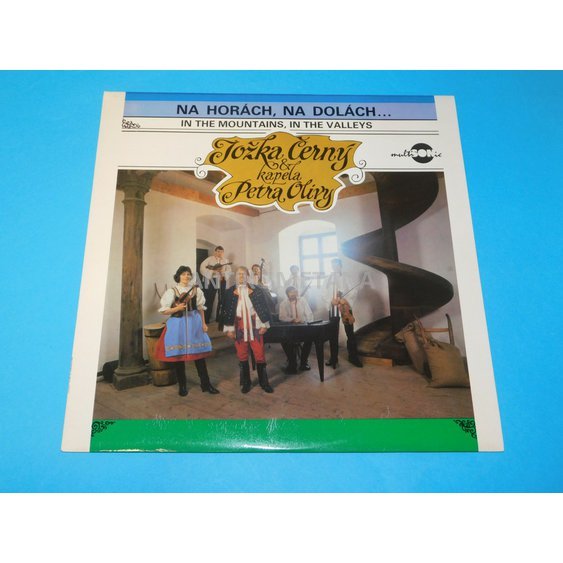 NA HORÁCH, NA DOLÁCH...
IN THE MOUNTAINS, IN THE VALLEYS
Jožka Černý
&
kapela
Petra Olivy
multiSONic